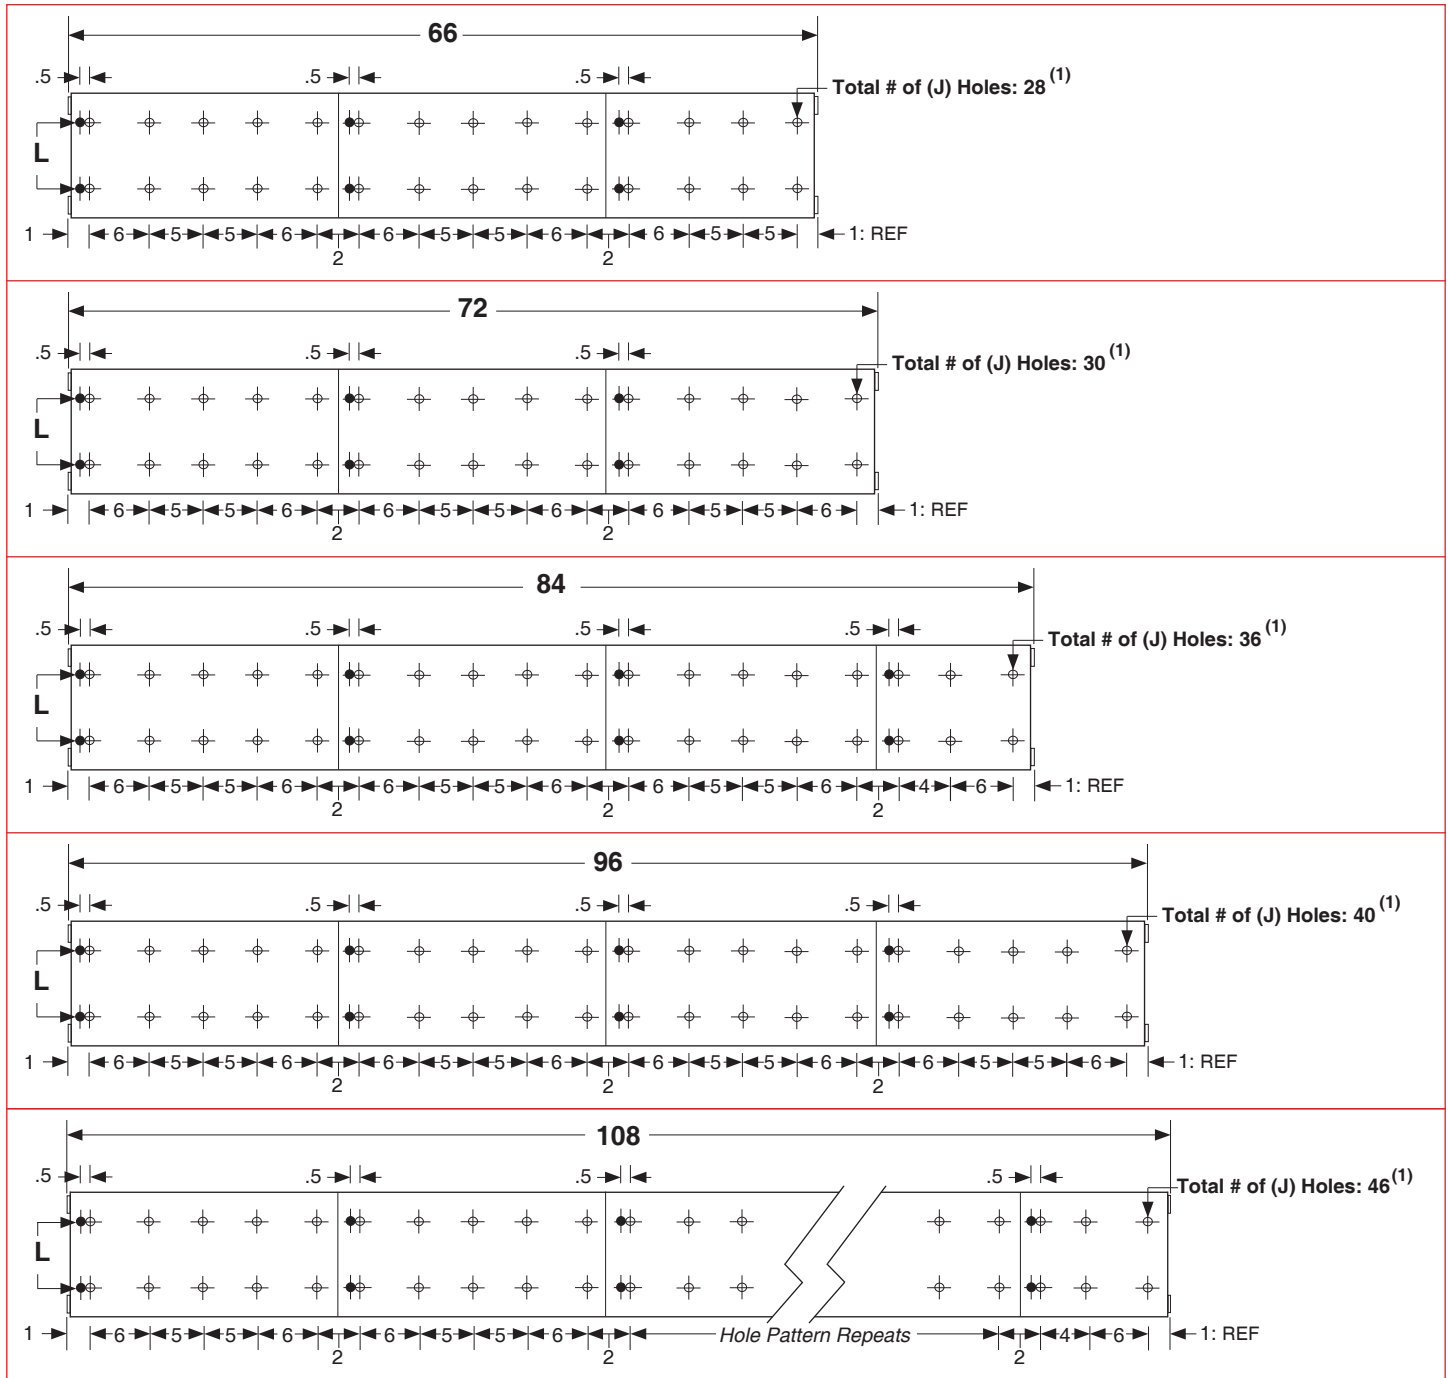 66
.5 .5 .5
Total # of (J) Holes: 28 (1)
L
1 6 5 5 6 6 5 5 6 6 5 5 1: REF
2 2
72
.5 .5 .5
Total # of (J) Holes: 30 (1)
L
1 6 5 5 6 6 5 5 6 6 5 5 6 1: REF
2 2
84
.5 .5 .5 .5
Total # of (J) Holes: 36 (1)
L
1 6 5 5 6 6 5 5 6 6 5 5 6 4 6 1: REF
2 2 2
96
.5 .5 .5 .5
Total # of (J) Holes: 40 (1)
L
1 6 5 5 6 6 5 5 6 6 5 5 6 6 5 5 6 1: REF
2 2 2
108
.5 .5 .5 .5
Total # of (J) Holes: 46 (1)
L
1 6 5 5 6 6 5 5 6 Hole Pattern Repeats 4 6 1: REF
2 2 2